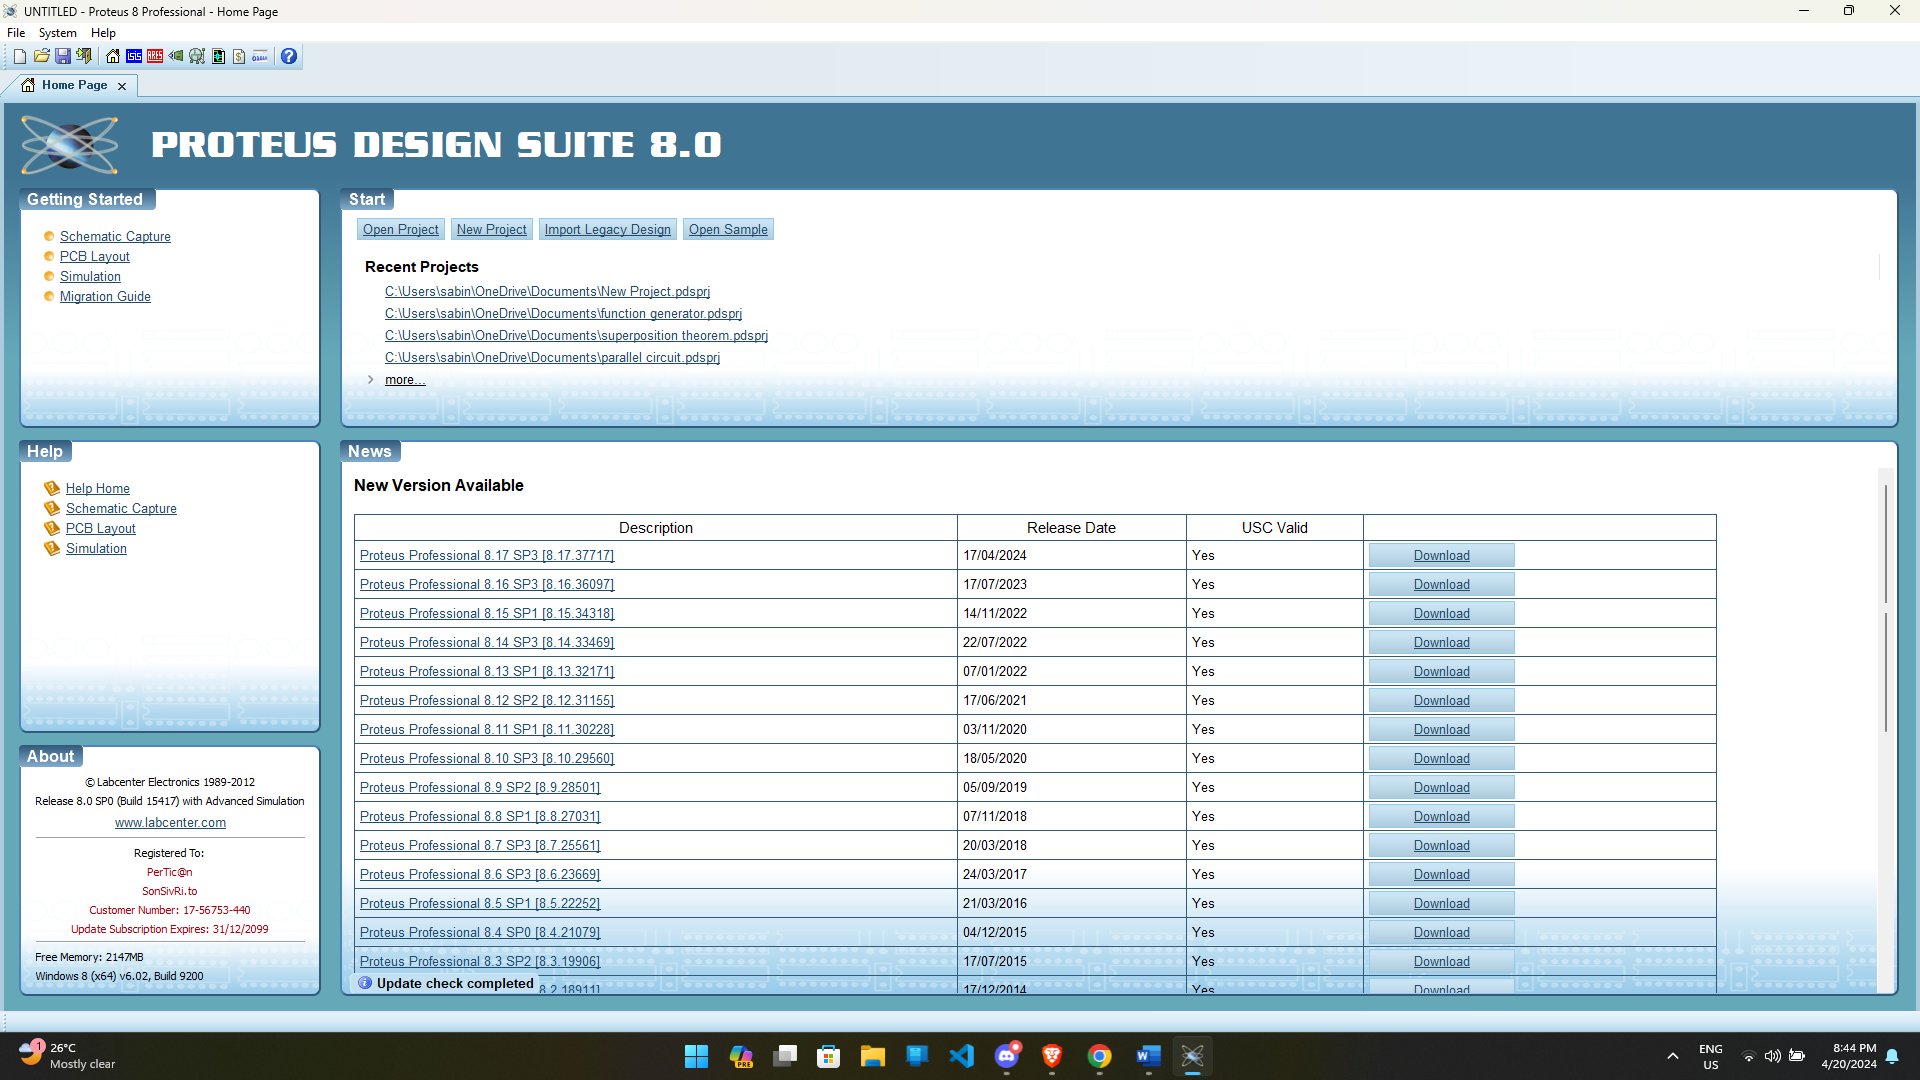 UNTITLED - Proteus 8 Professional - Home Page
File System Help
Home Page
PROTEUS DESIGN SUITE 8.0
Getting Started
Schematic Capture
PCB Layout
Simulation
Migration Guide
Start
Open Project New Project Import Legacy Design Open Sample
Recent Projects
C:\Users\sabin\OneDrive\Documents\New Project.pdsprj
C:\Users\sabin\OneDrive\Documents\function generator.pdsprj
C:\Users\sabin\OneDrive\Documents\superposition theorem.pdsprj
C:\Users\sabin\OneDrive\Documents\parallel circuit.pdsprj
more...
Help
Help Home
Schematic Capture
PCB Layout
Simulation
About
© Labcenter Electronics 1989-2012
Release 8.0 SP0 (Build 15417) with Advanced Simulation
www.labcenter.com
Registered To:
PerTic@n
SonSivRi.to
Customer Number: 17-56753-440
Update Subscription Expires: 31/12/2099
Free Memory: 2147MB
Windows 8 (x64) v6.02, Build 9200
News
New Version Available
Description Release Date USC Valid
Proteus Professional 8.17 SP3 [8.17.37717] 17/04/2024 Yes Download
Proteus Professional 8.16 SP3 [8.16.36097] 17/07/2023 Yes Download
Proteus Professional 8.15 SP1 [8.15.34318] 14/11/2022 Yes Download
Proteus Professional 8.14 SP3 [8.14.33469] 22/07/2022 Yes Download
Proteus Professional 8.13 SP1 [8.13.32171] 07/01/2022 Yes Download
Proteus Professional 8.12 SP2 [8.12.31155] 17/06/2021 Yes Download
Proteus Professional 8.11 SP1 [8.11.30228] 03/11/2020 Yes Download
Proteus Professional 8.10 SP3 [8.10.29560] 18/05/2020 Yes Download
Proteus Professional 8.9 SP2 [8.9.28501] 05/09/2019 Yes Download
Proteus Professional 8.8 SP1 [8.8.27031] 07/11/2018 Yes Download
Proteus Professional 8.7 SP3 [8.7.25561] 20/03/2018 Yes Download
Proteus Professional 8.6 SP3 [8.6.23669] 24/03/2017 Yes Download
Proteus Professional 8.5 SP1 [8.5.22252] 21/03/2016 Yes Download
Proteus Professional 8.4 SP0 [8.4.21079] 04/12/2015 Yes Download
Proteus Professional 8.3 SP2 [8.3.19906] 17/07/2015 Yes Download
8.2.18911] 17/12/2014 Yes Download
Update check completed
1
26°C
Mostly clear
PRE
ENG
US
8:44 PM
4/20/2024